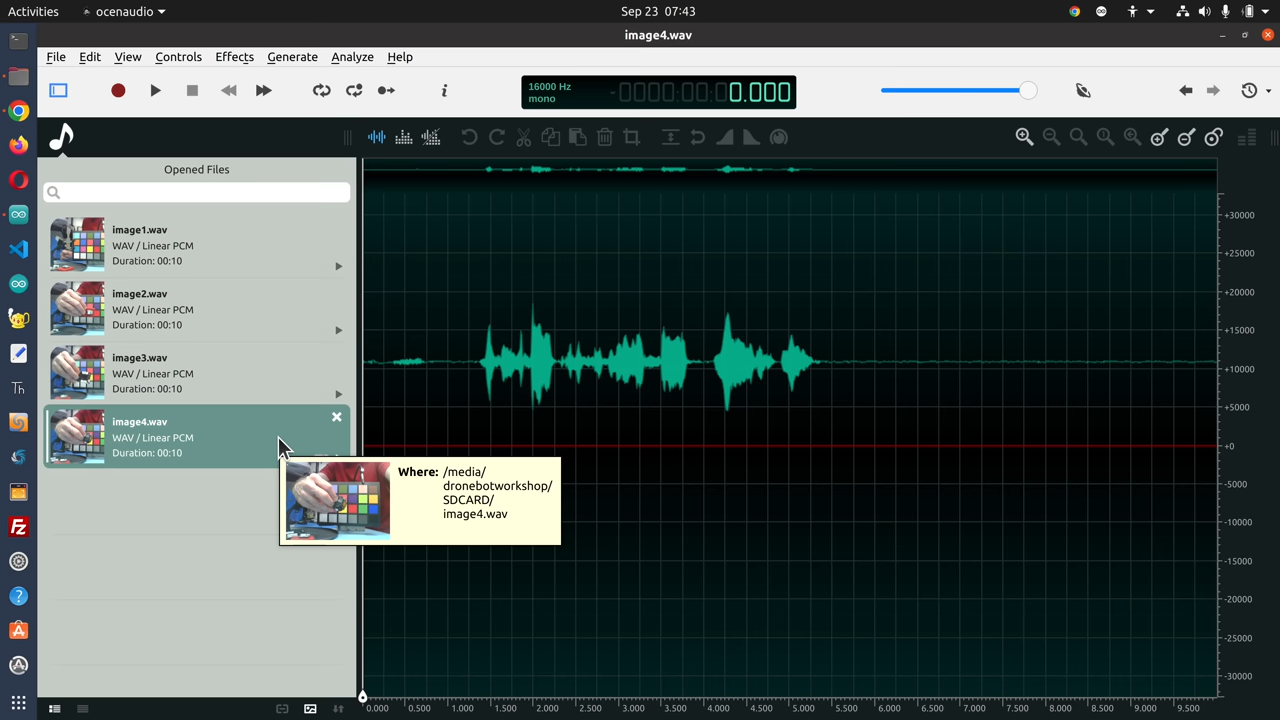 Activities
ocenaudio
Sep 23 07:43
image4.wav
File Edit View Controls Effects Generate Analyze Help
16000 Hz
mono
-0000:00:00.000
Opened Files
image1.wav
WAV / Linear PCM
Duration: 00:10
image2.wav
WAV / Linear PCM
Duration: 00:10
image3.wav
WAV / Linear PCM
Duration: 00:10
image4.wav
WAV / Linear PCM
Duration: 00:10
Where: /media/
dronebotworkshop/
SDCARD/
image4.wav
Th
+30000
+25000
+20000
+15000
+10000
+5000
+0
-5000
-10000
-15000
-20000
-25000
-30000
0.000 0.500 1.000 1.500 2.000 2.500 3.000 3.500 4.000 4.500 5.000 5.500 6.000 6.500 7.000 7.500 8.000 8.500 9.000 9.500